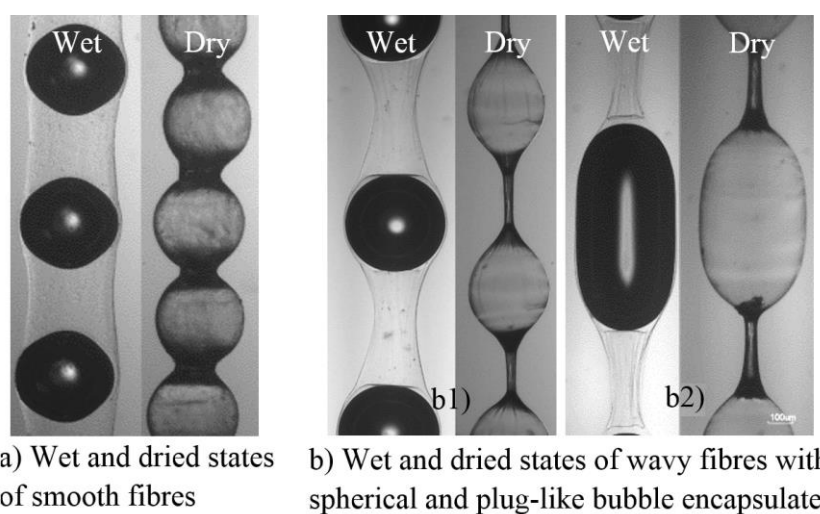 Wet Dry
Wet Dry
Wet Dry
b1)
b2)
100um
a) Wet and dried states
of smooth fibres
b) Wet and dried states of wavy fibres with
spherical and plug-like bubble encapsulate